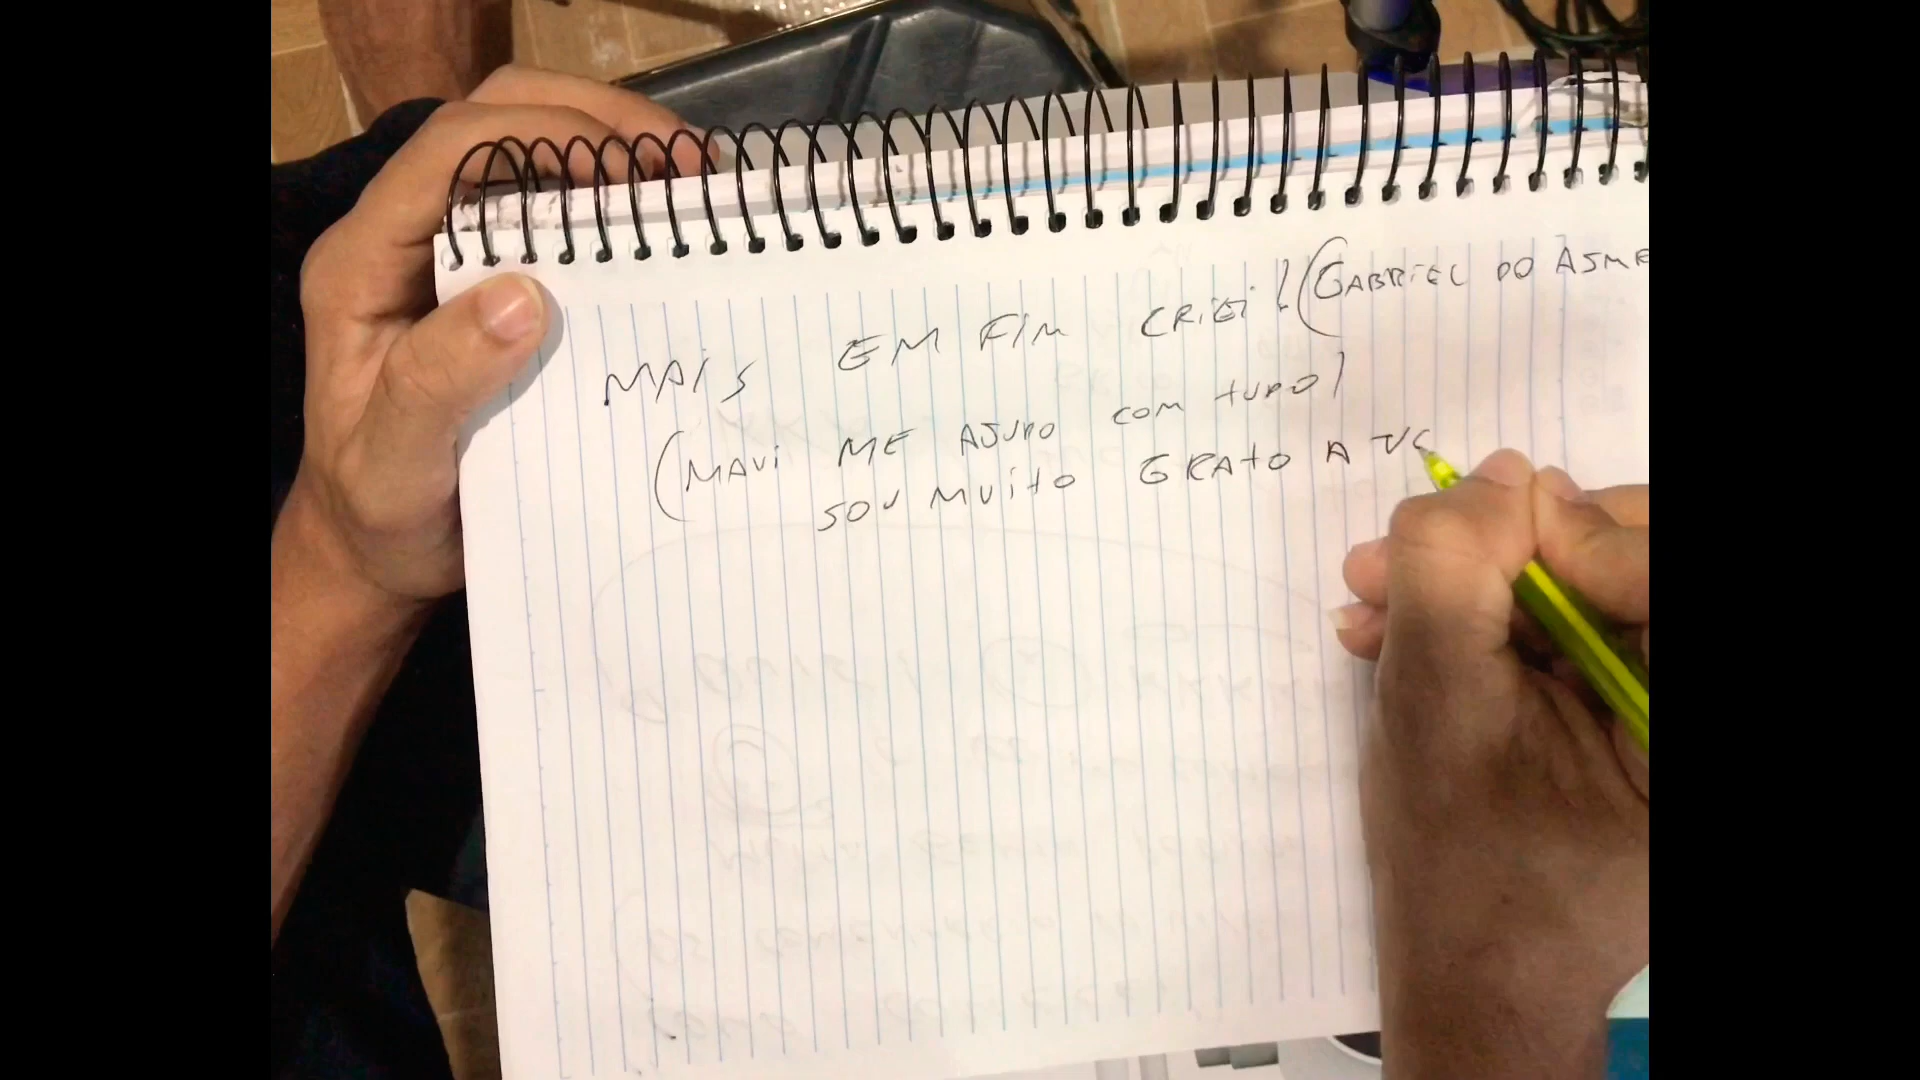 MAIS EM FIM CRIEI! (GABRIEL DO ASMR
(MAVI ME AJUDO COM TUDO)
SOU MUITO GRATO A VC